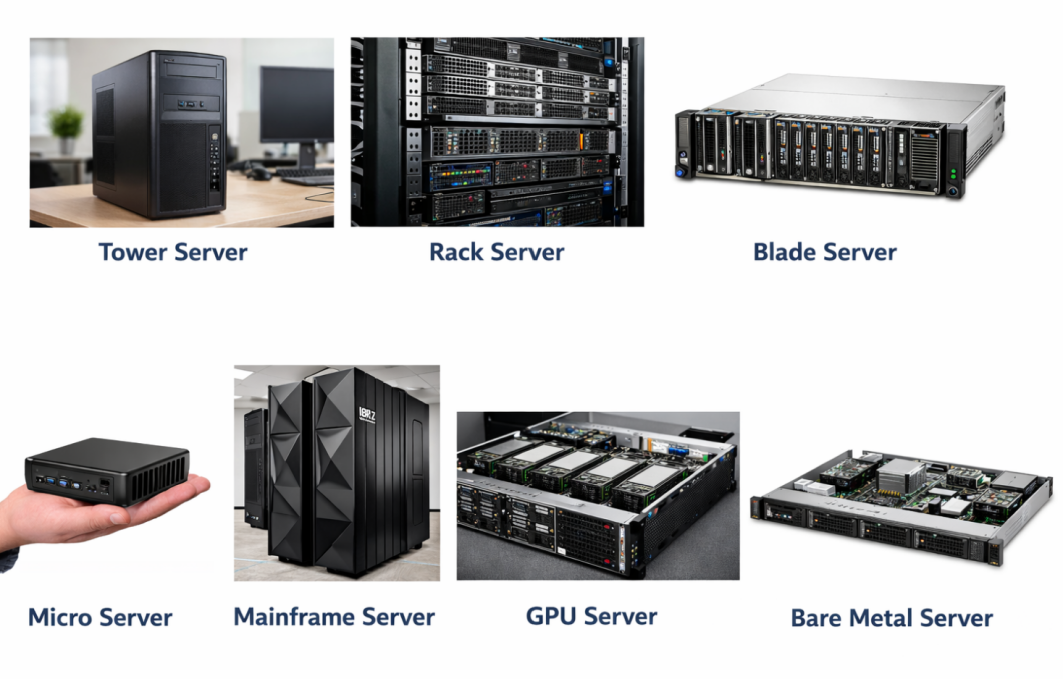 Tower Server
Rack Server
Blade Server
Micro Server
Mainframe Server
GPU Server
Bare Metal Server